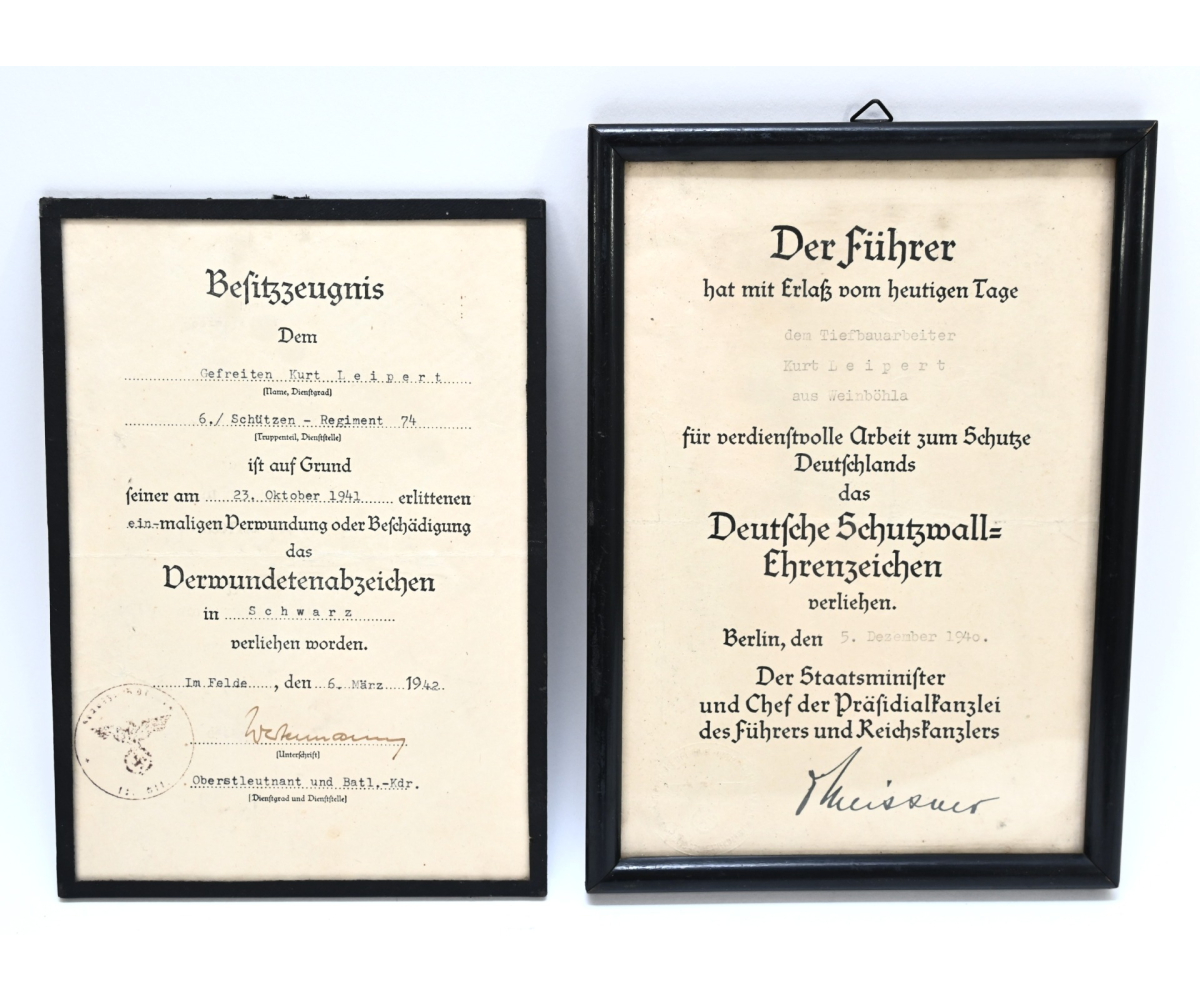 Besitzzeugnis
Dem
Gefreiten Kurt Leipert
(Name, Dienstgrad)
6./ Schützen - Regiment 74
(Truppenteil, Dienststelle)
ist auf Grund
seiner am 23. Oktober 1941 erlittenen
ein-maligen Verwundung oder Beschädigung
das
Verwundetenabzeichen
in Schwarz
verliehen worden.
Im Felde, den 6. März 1942.
(Unterschrift)
Oberstleutnant und Batl.-Kdr.
(Dienstgrad und Dienststelle)
Der Führer
hat mit Erlaß vom heutigen Tage
dem Tiefbauarbeiter
Kurt Leipert
aus Weinböhla
für verdienstvolle Arbeit zum Schutze
Deutschlands
das
Deutsche Schutzwall=
Ehrenzeichen
verliehen.
Berlin, den 5. Dezember 1940.
Der Staatsminister
und Chef der Präsidialkanzlei
des Führers und Reichskanzlers
Meissner